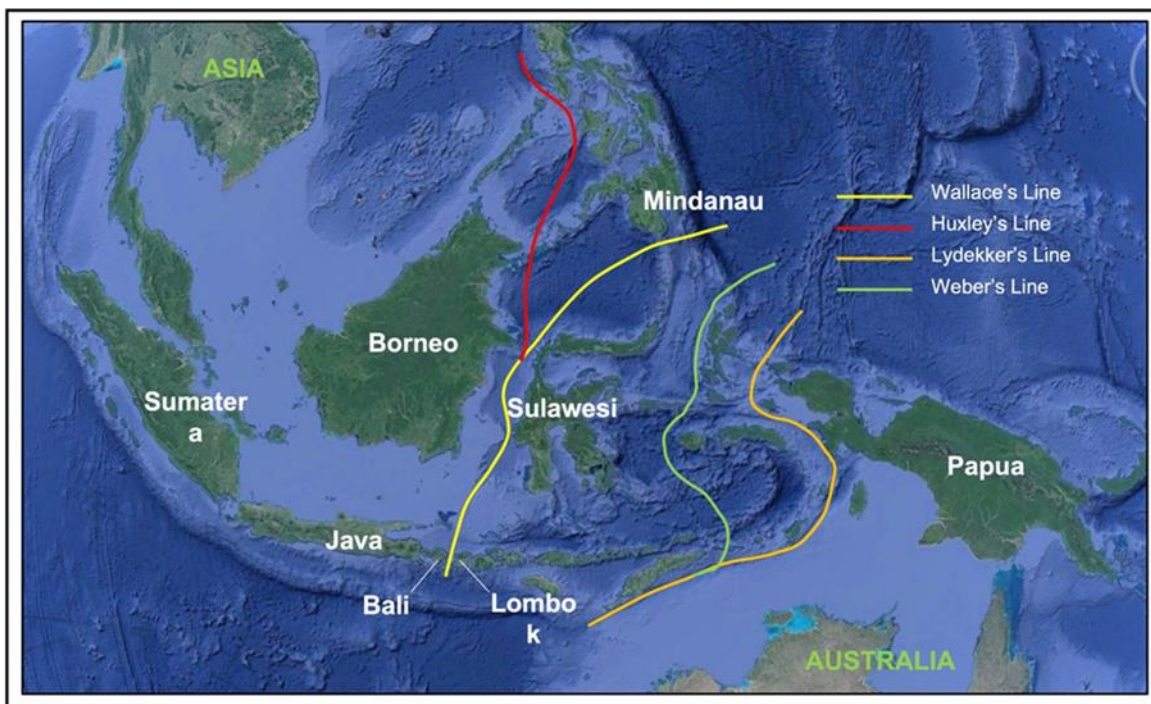 ASIA
Mindanau
Wallace's Line
Huxley's Line
Lydekker's Line
Weber's Line
Borneo
Sumater
a
Sulawesi
Papua
Java
Bali
Lombo
k
AUSTRALIA